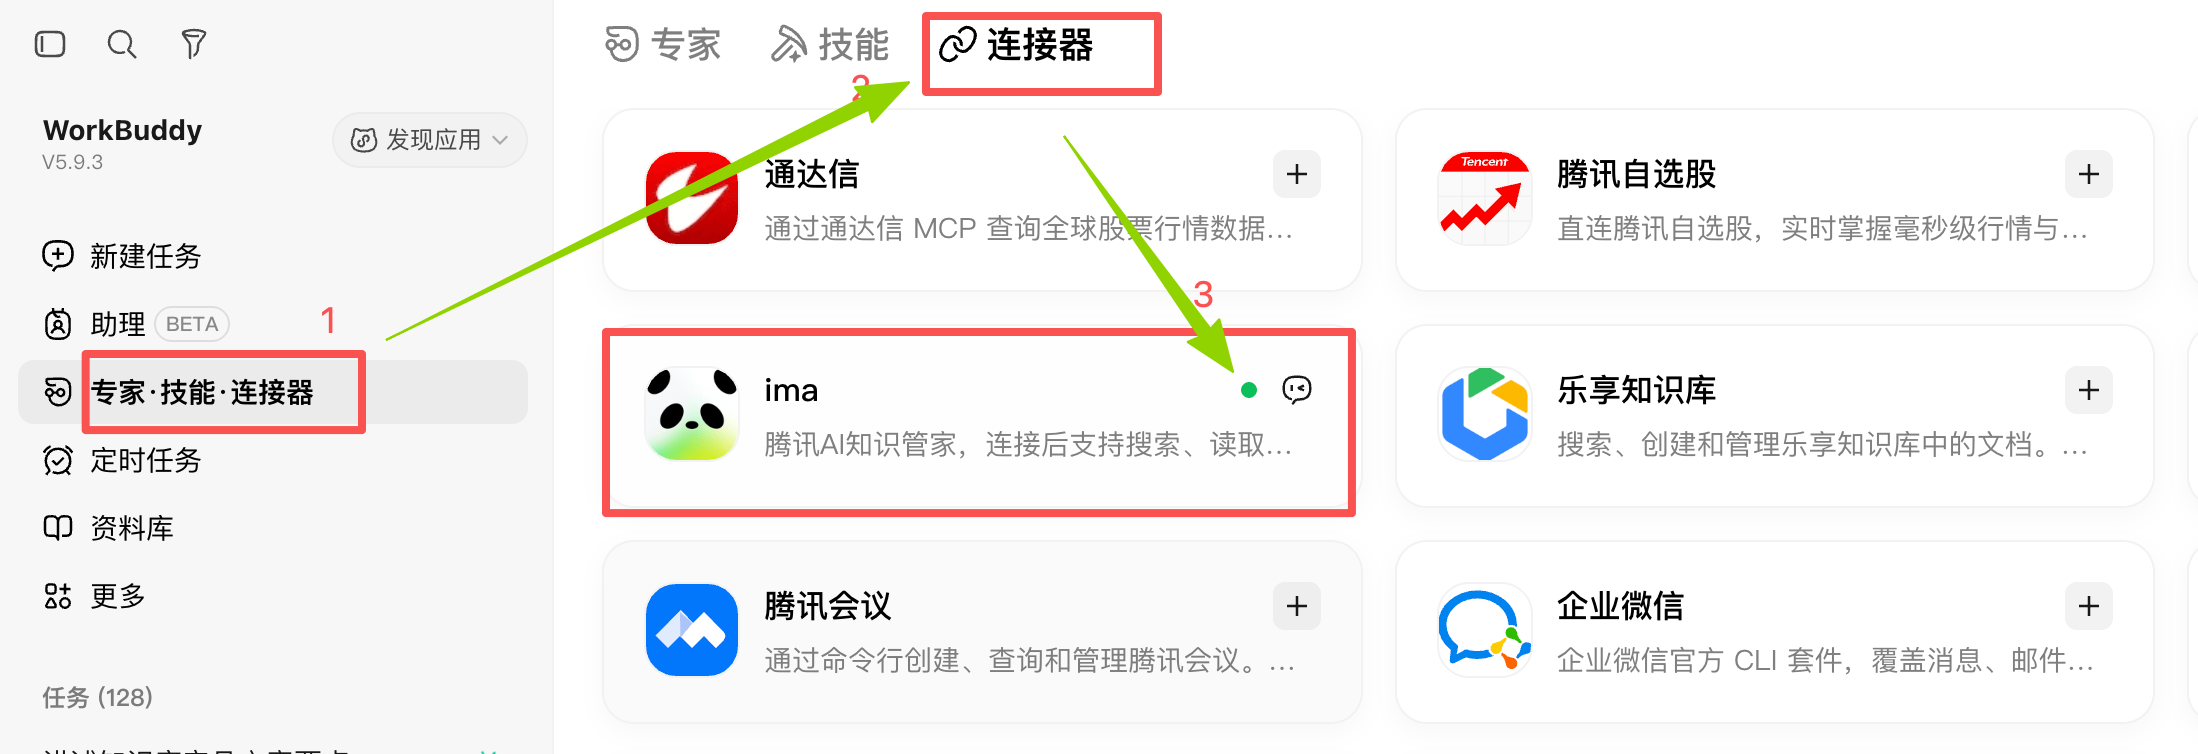 专家
技能
连接器
2
WorkBuddy
V5.9.3
发现应用
新建任务
助理 BETA
1
专家·技能·连接器
定时任务
资料库
更多
任务 (128)
通达信
通过通达信 MCP 查询全球股票行情数据...
Tencent
腾讯自选股
直连腾讯自选股，实时掌握毫秒级行情与...
3
ima
腾讯AI知识管家，连接后支持搜索、读取...
乐享知识库
搜索、创建和管理乐享知识库中的文档。...
腾讯会议
通过命令行创建、查询和管理腾讯会议。...
企业微信
企业微信官方 CLI 套件，覆盖消息、邮件...